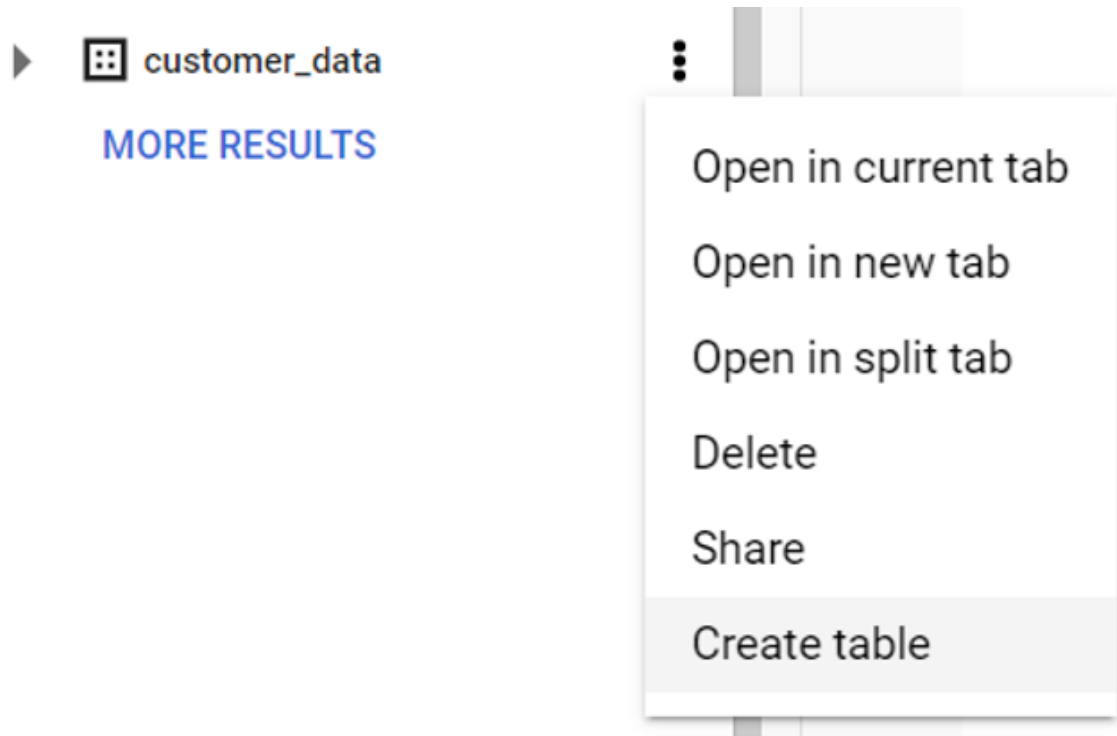 customer_data
MORE RESULTS
Open in current tab
Open in new tab
Open in split tab
Delete
Share
Create table